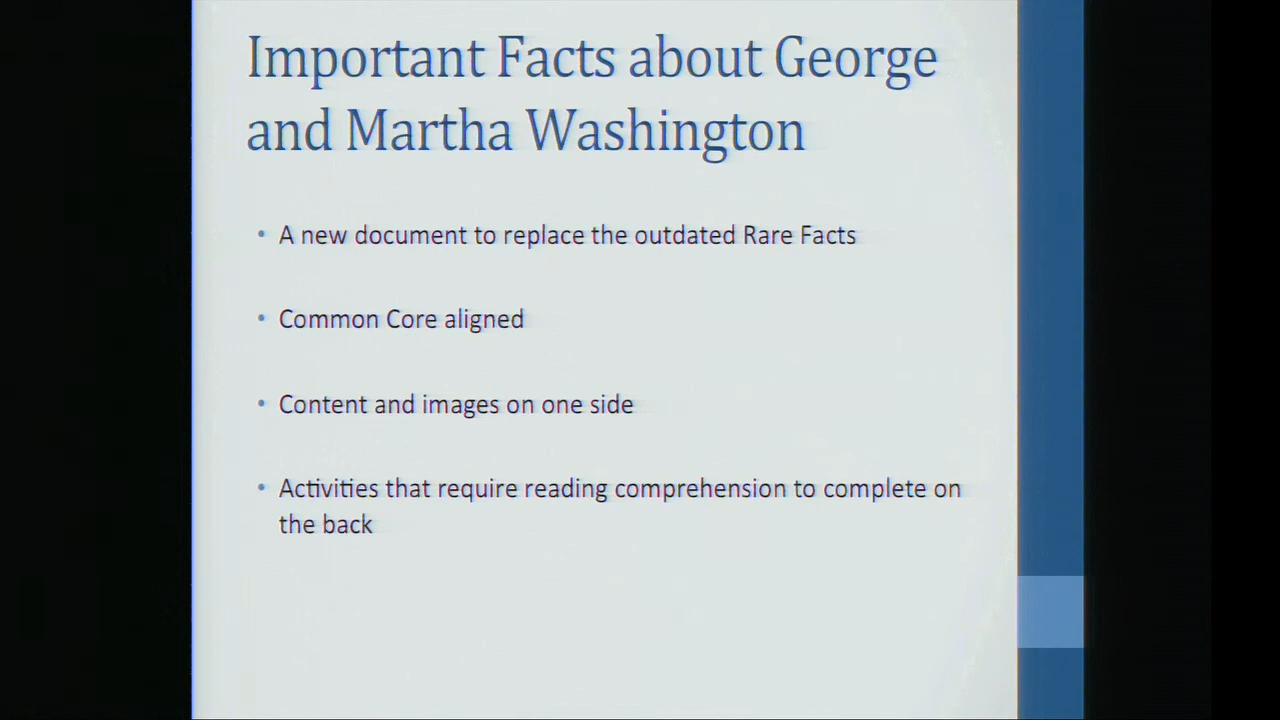 Important Facts about George
and Martha Washington
• A new document to replace the outdated Rare Facts
• Common Core aligned
• Content and images on one side
• Activities that require reading comprehension to complete on
the back